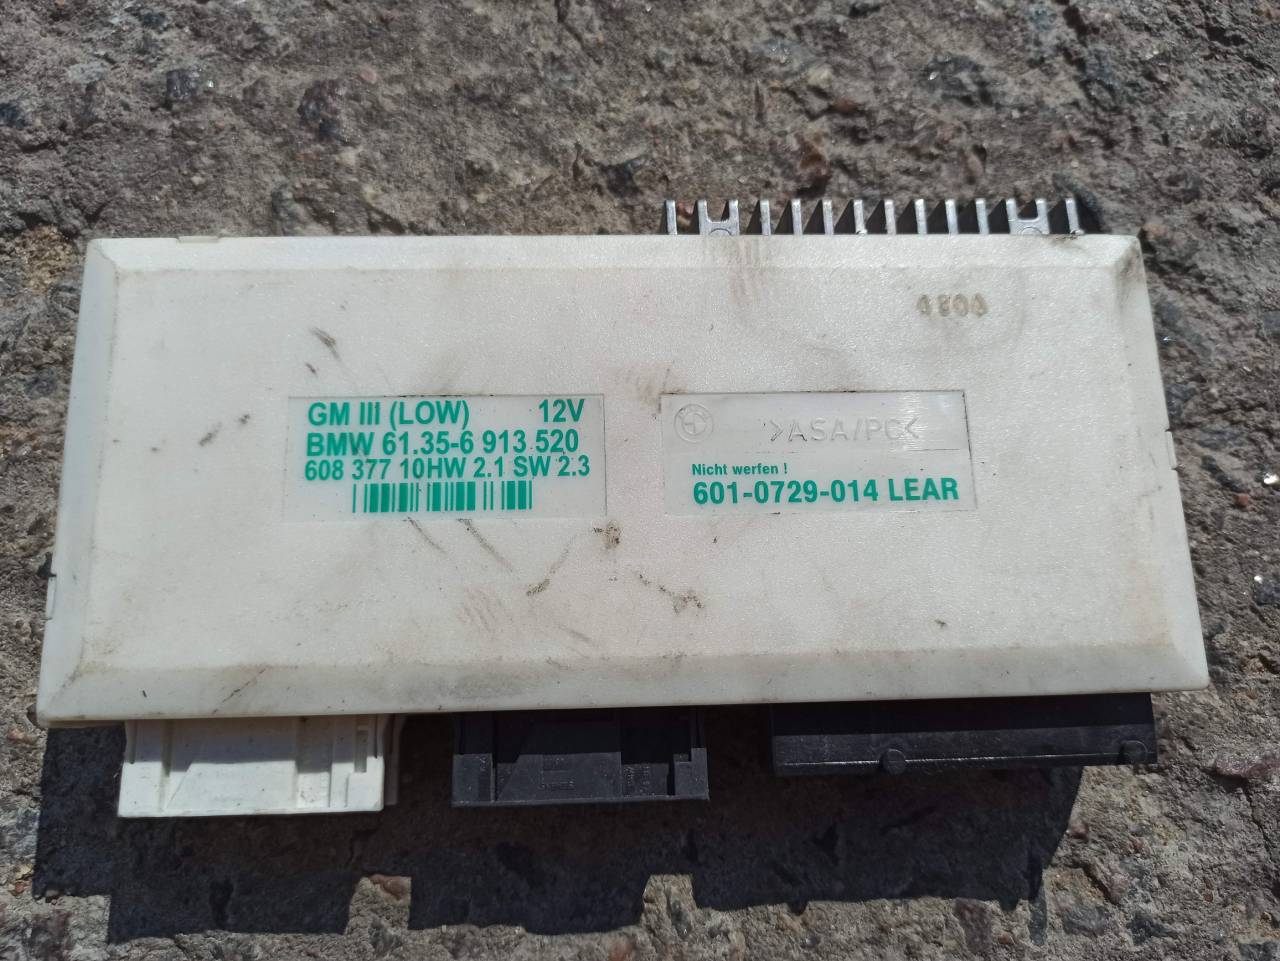 GM III (LOW) 12V
BMW 61.35-6 913 520
608 377 10HW 2.1 SW 2.3
>ASA/PC<
Nicht werfen !
601-0729-014 LEAR